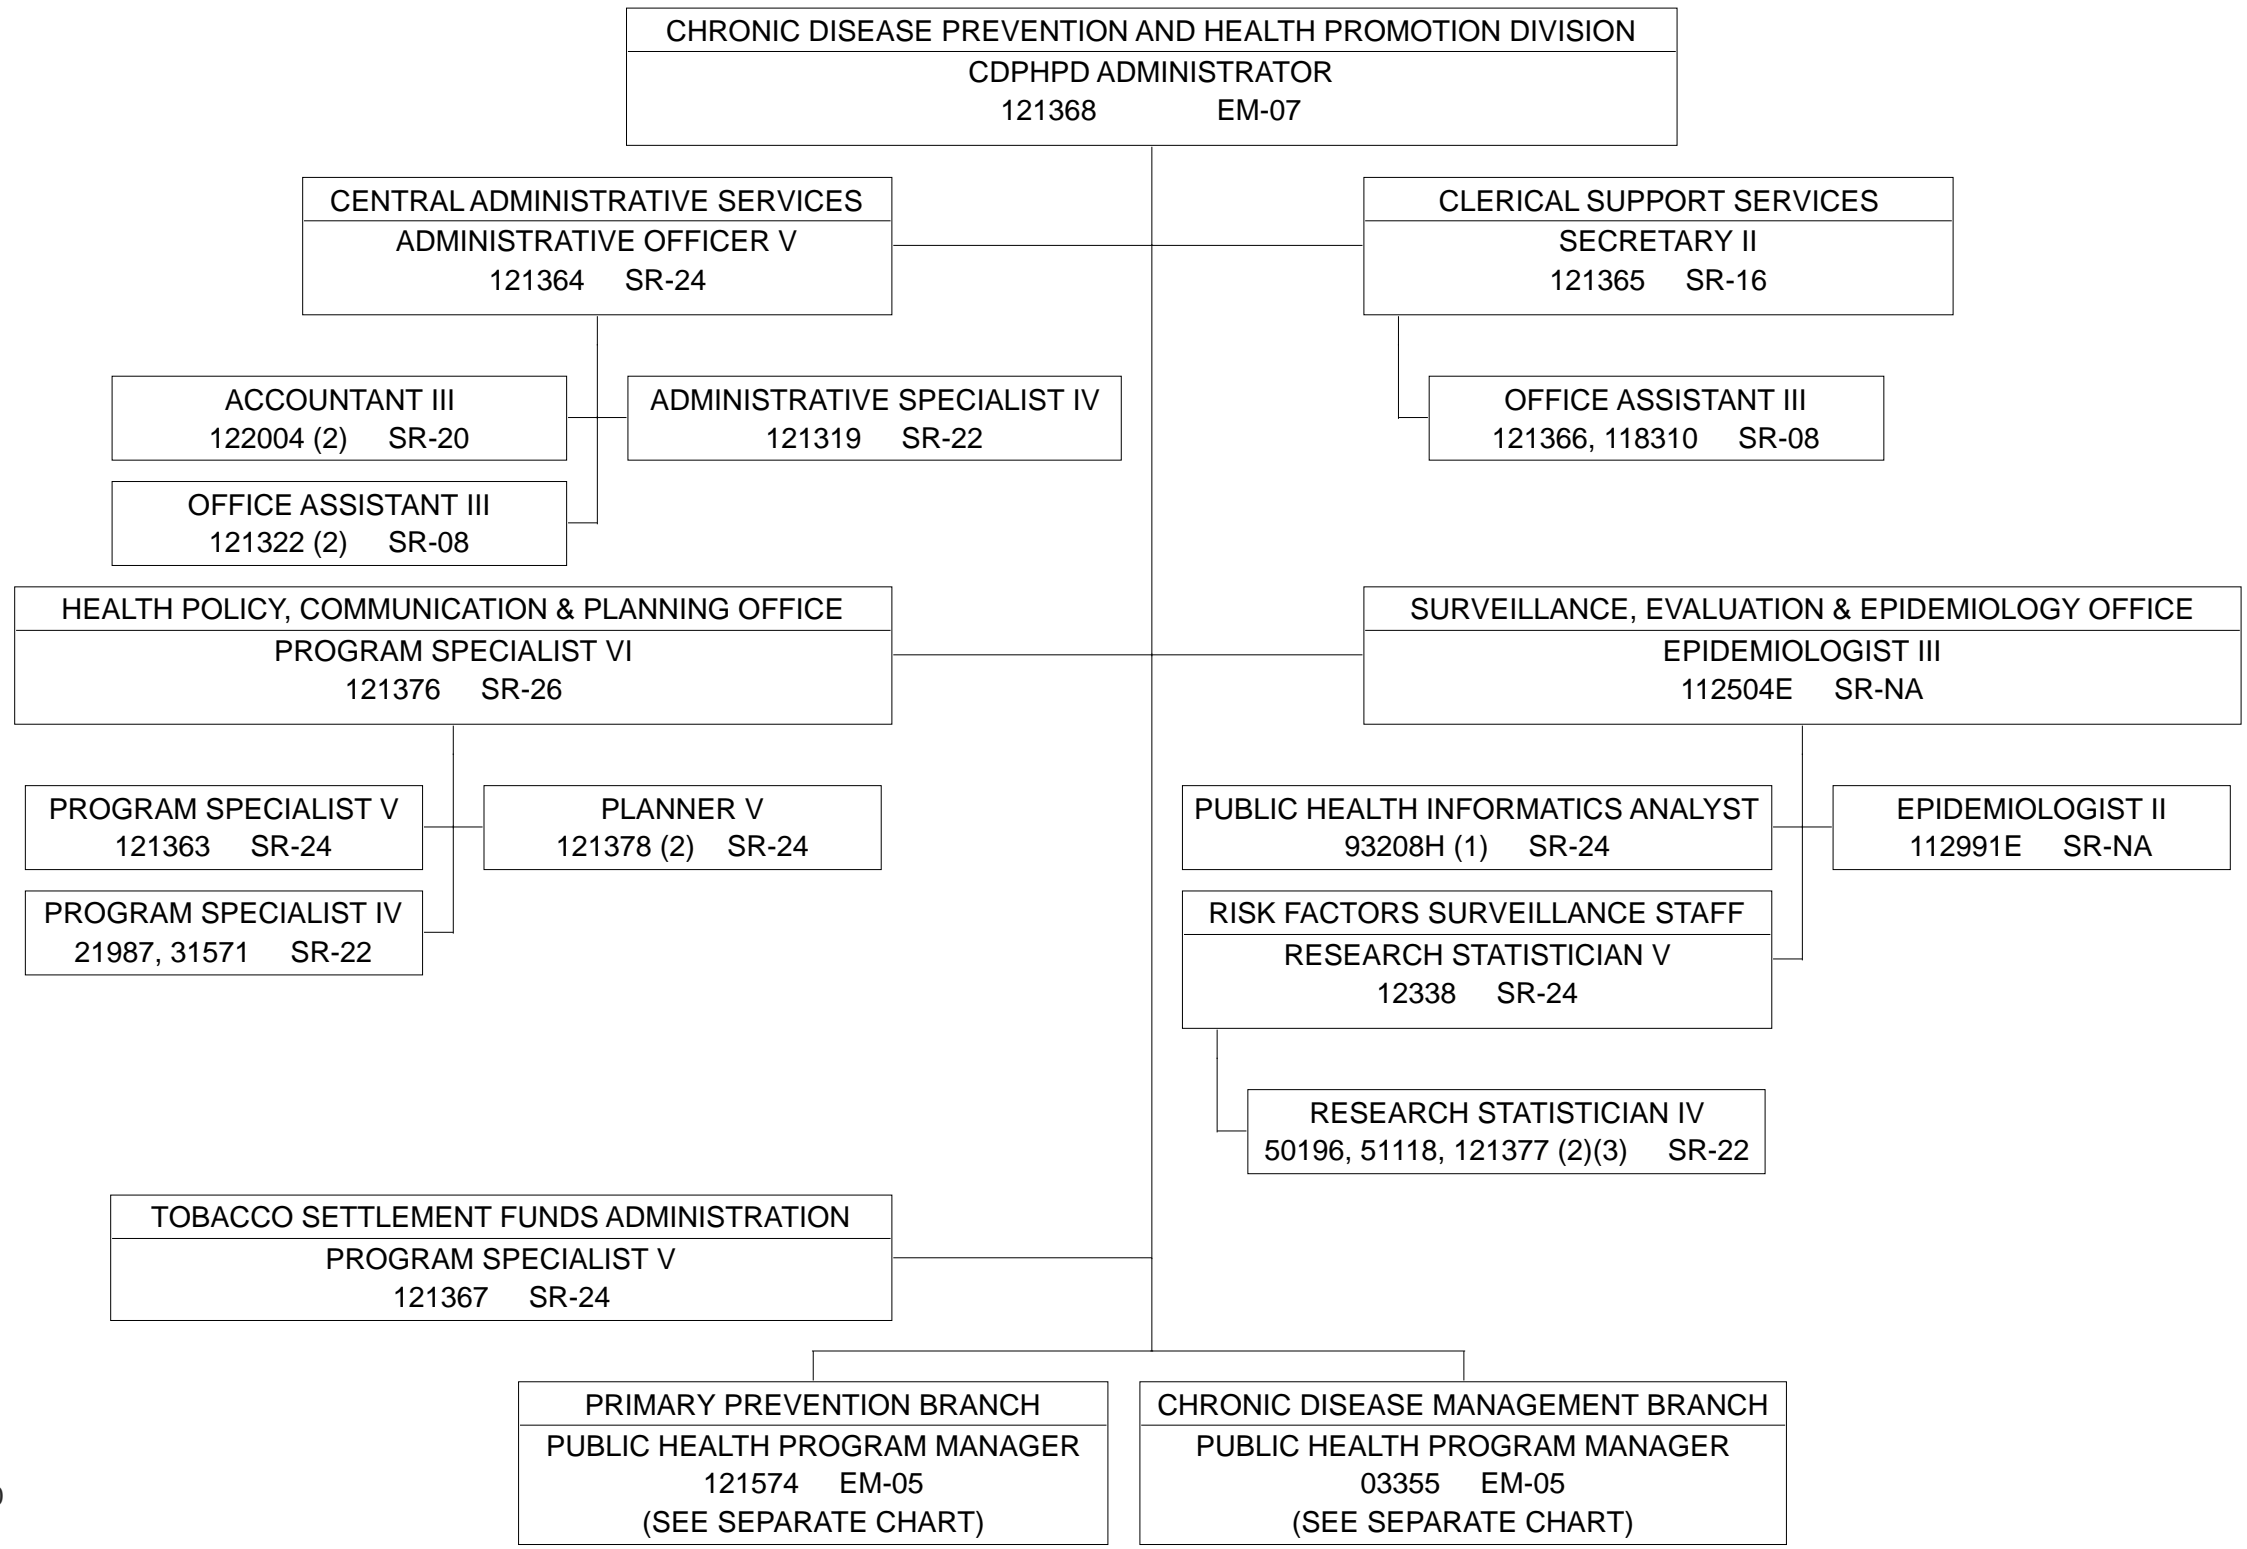 CHRONIC DISEASE PREVENTION AND HEALTH PROMOTION DIVISION
CDPHPD ADMINISTRATOR
121368 EM-07
CENTRAL ADMINISTRATIVE SERVICES
ADMINISTRATIVE OFFICER V
121364 SR-24
CLERICAL SUPPORT SERVICES
SECRETARY II
121365 SR-16
ACCOUNTANT III
122004 (2) SR-20
ADMINISTRATIVE SPECIALIST IV
121319 SR-22
OFFICE ASSISTANT III
121366, 118310 SR-08
OFFICE ASSISTANT III
121322 (2) SR-08
HEALTH POLICY, COMMUNICATION & PLANNING OFFICE
PROGRAM SPECIALIST VI
121376 SR-26
SURVEILLANCE, EVALUATION & EPIDEMIOLOGY OFFICE
EPIDEMIOLOGIST III
112504E SR-NA
PROGRAM SPECIALIST V
121363 SR-24
PLANNER V
121378 (2) SR-24
PUBLIC HEALTH INFORMATICS ANALYST
93208H (1) SR-24
EPIDEMIOLOGIST II
112991E SR-NA
PROGRAM SPECIALIST IV
21987, 31571 SR-22
RISK FACTORS SURVEILLANCE STAFF
RESEARCH STATISTICIAN V
12338 SR-24
RESEARCH STATISTICIAN IV
50196, 51118, 121377 (2)(3) SR-22
TOBACCO SETTLEMENT FUNDS ADMINISTRATION
PROGRAM SPECIALIST V
121367 SR-24
PRIMARY PREVENTION BRANCH
PUBLIC HEALTH PROGRAM MANAGER
121574 EM-05
(SEE SEPARATE CHART)
CHRONIC DISEASE MANAGEMENT BRANCH
PUBLIC HEALTH PROGRAM MANAGER
03355 EM-05
(SEE SEPARATE CHART)